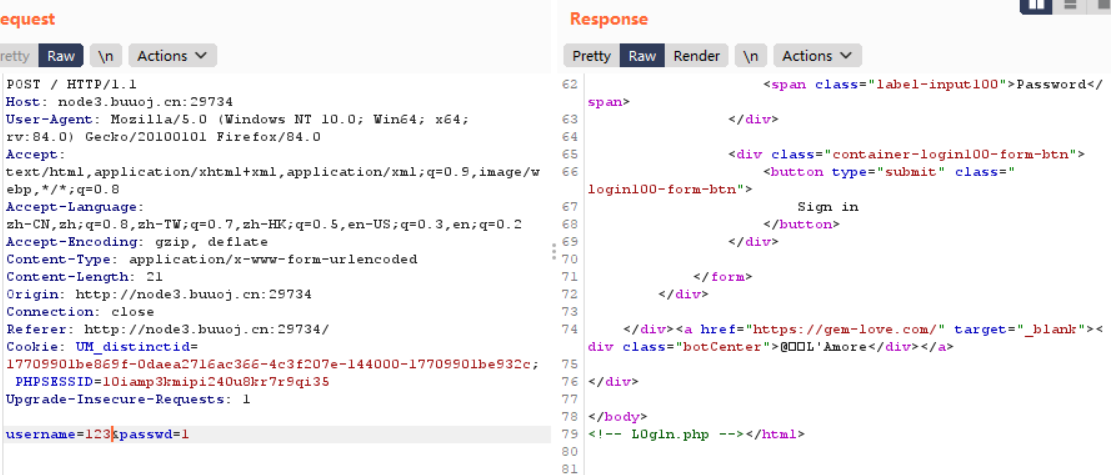 equest
Response
retty Raw \n Actions
Pretty Raw Render \n Actions
POST / HTTP/1.1
Host: node3.buuoj.cn:29734
User-Agent: Mozilla/5.0 (Windows NT 10.0; Win64; x64;
rv:84.0) Gecko/20100101 Firefox/84.0
Accept:
text/html,application/xhtml+xml,application/xml;q=0.9,image/w
ebp,*/*;q=0.8
Accept-Language:
zh-CN,zh;q=0.8,zh-TW;q=0.7,zh-HK;q=0.5,en-US;q=0.3,en;q=0.2
Accept-Encoding: gzip, deflate
Content-Type: application/x-www-form-urlencoded
Content-Length: 21
Origin: http://node3.buuoj.cn:29734
Connection: close
Referer: http://node3.buuoj.cn:29734/
Cookie: UM_distinctid=
17709901be869f-0daea2716ac366-4c3f207e-144000-17709901be932c;
PHPSESSID=10iamp3kmipi240u8kr7r9qi35
Upgrade-Insecure-Requests: 1
username=123&passwd=1
62 <span class="label-input100">Password</
span>
63 </div>
64
65 <div class="container-login100-form-btn">
66 <button type="submit" class="
login100-form-btn">
67 Sign in
68 </button>
69 </div>
70
71 </form>
72 </div>
73
74 </div><a href="https://gem-love.com/" target="_blank"><
div class="botCenter">@□□L'Amore</div></a>
75
76 </div>
77
78 </body>
79 <!-- L0g1n.php --></html>
80
81